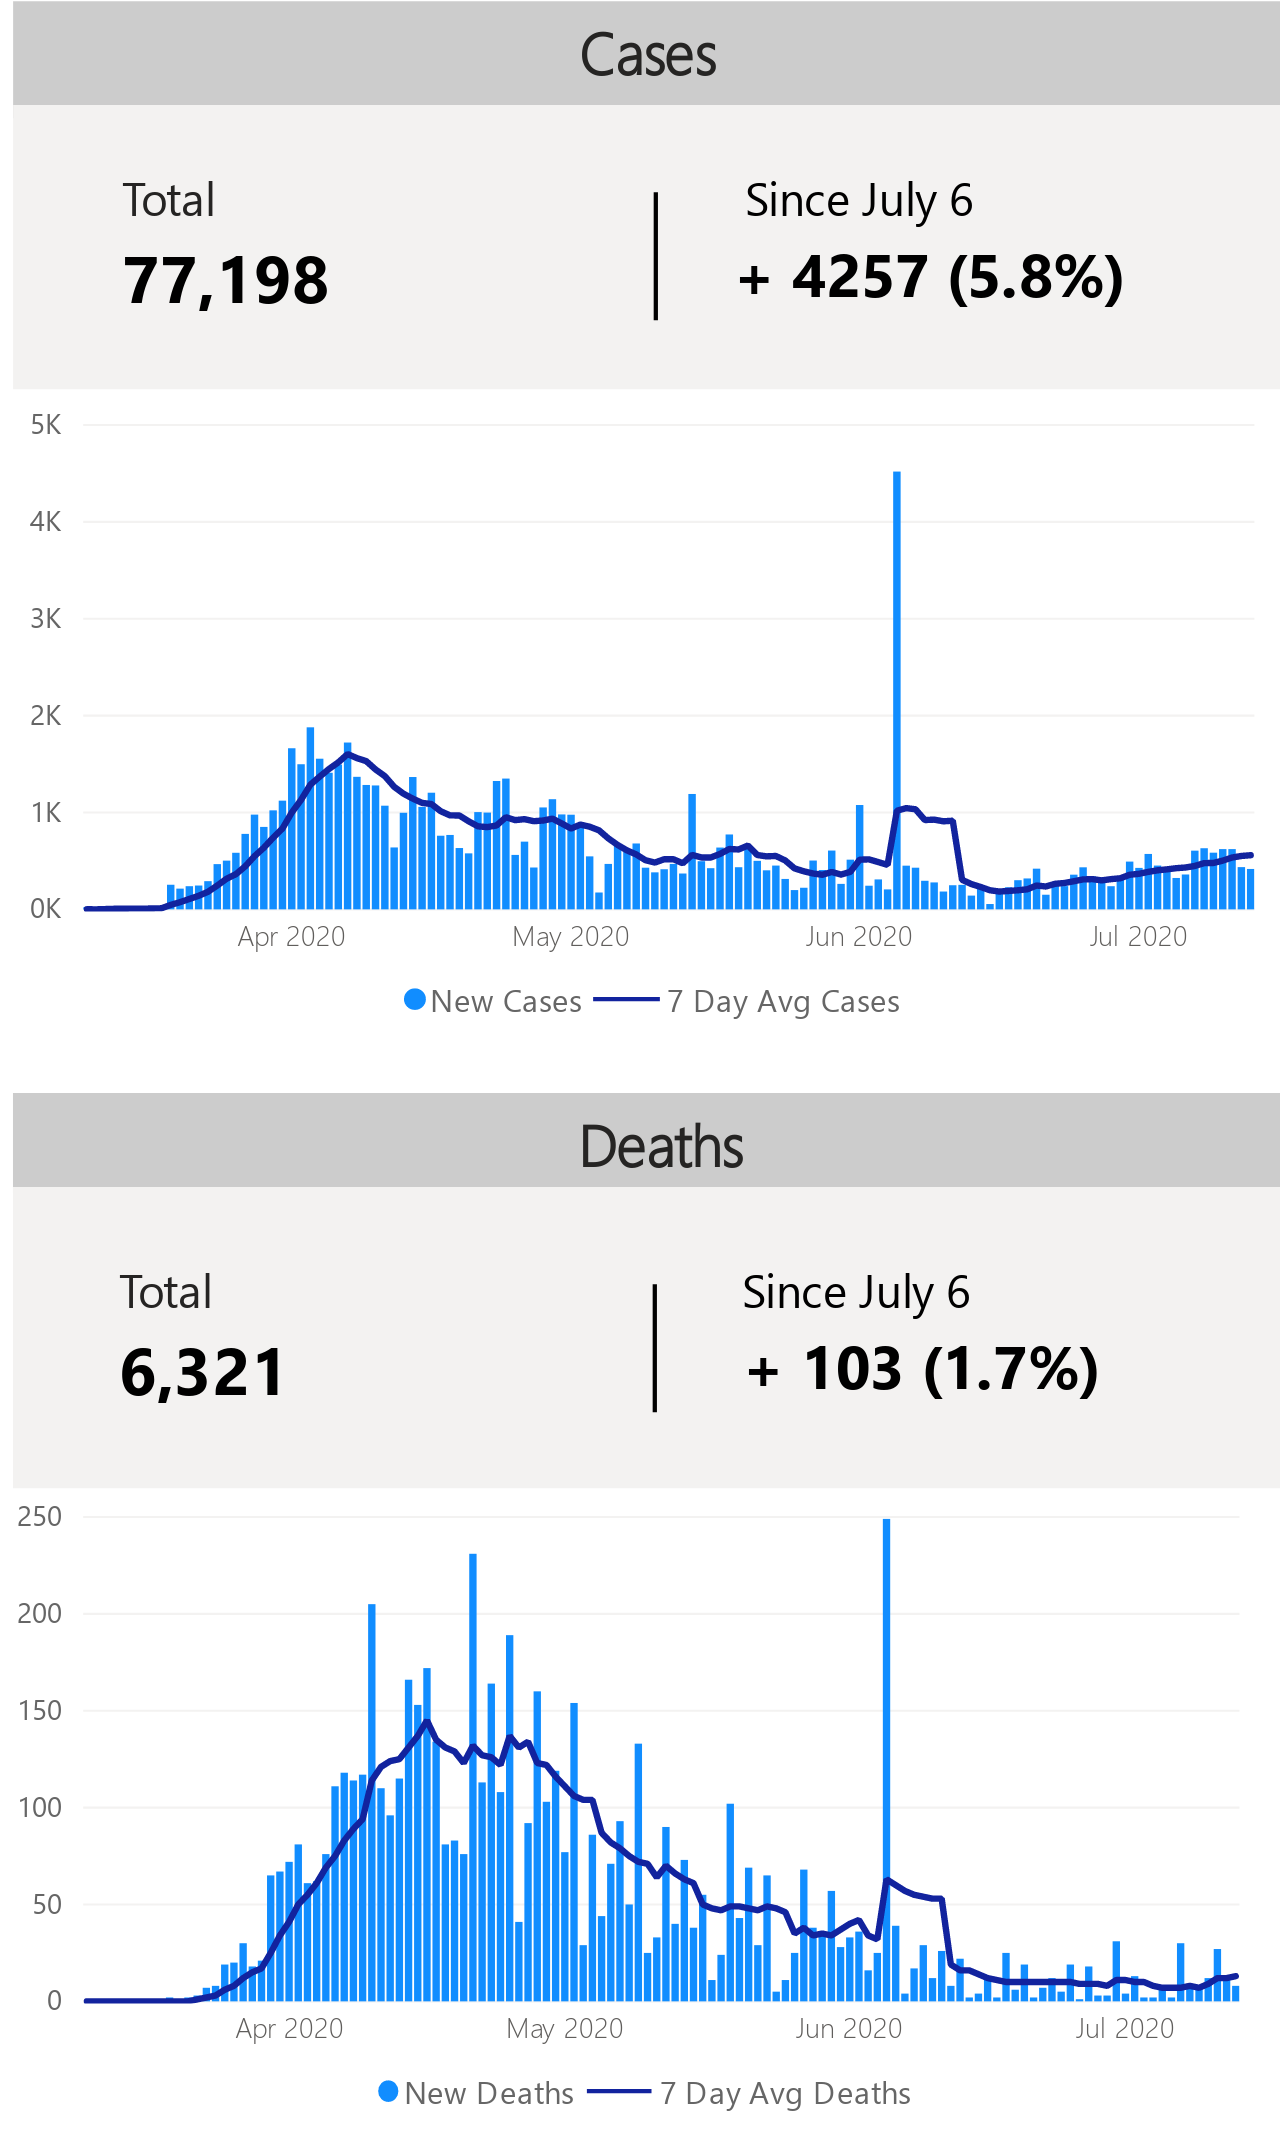 Cases
Total
Since July 6
77,198
+ 4257 (5.8%)
5K
4K
3K
2K
1K
0K
Apr 2020
May 2020
Jun 2020
Jul 2020
New Cases
7 Day Avg Cases
Deaths
Total
Since July 6
6,321
+ 103 (1.7%)
250
200
150
100
50
0
Apr 2020
May 2020
Jun 2020
Jul 2020
New Deaths
7 Day Avg Deaths